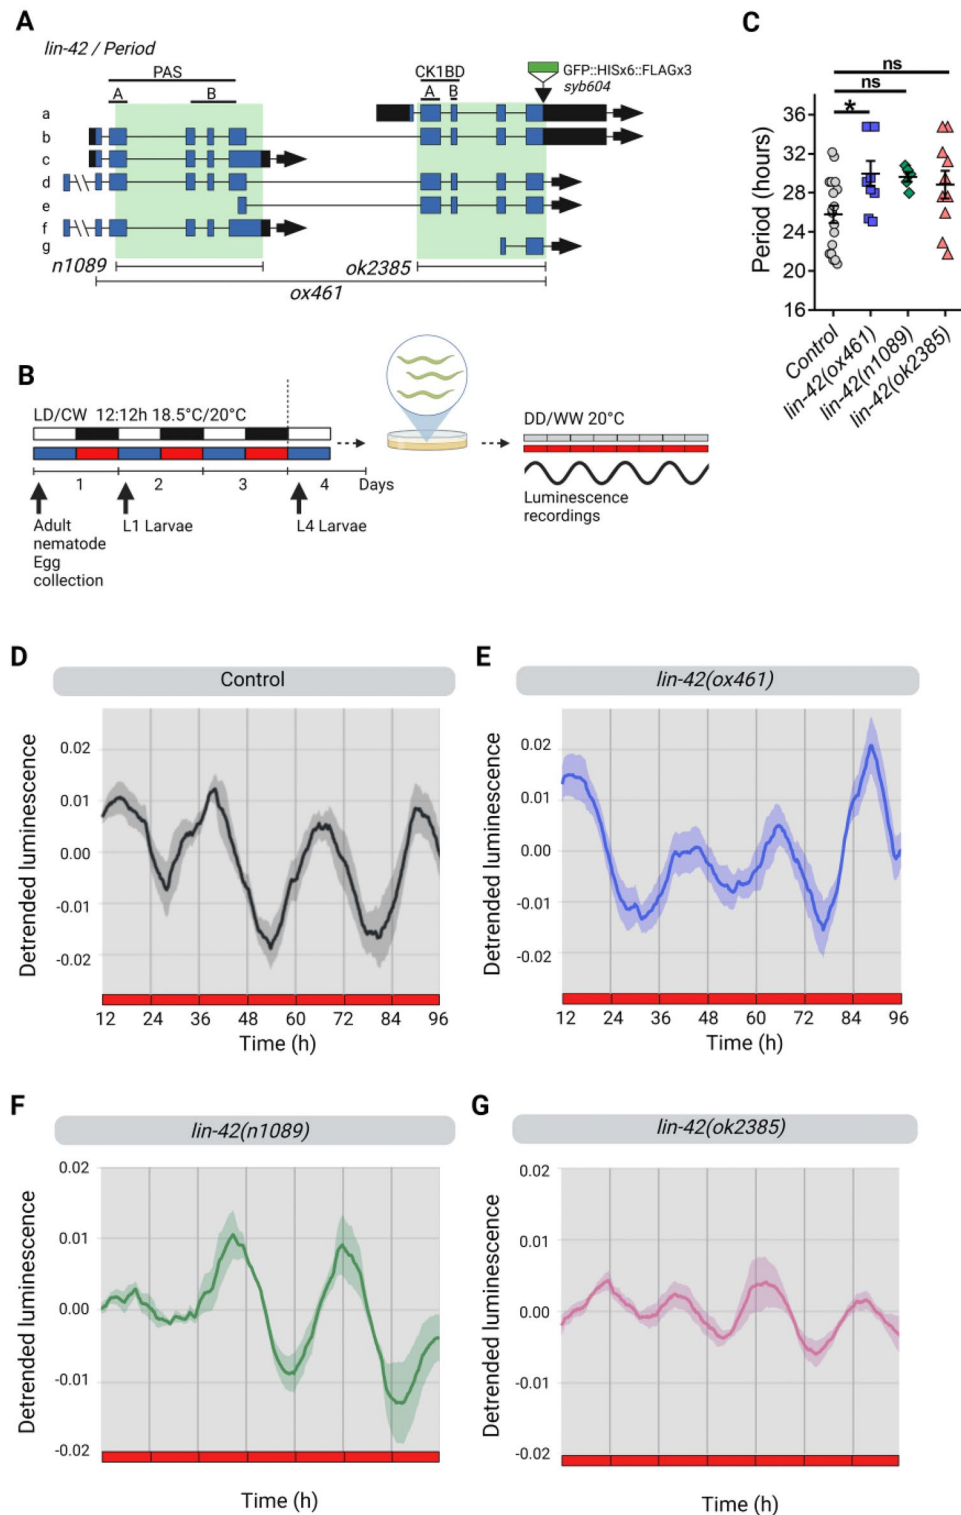 A
lin-42 / Period
PAS
A
B
CK1BD
A
B
GFP::HISx6::FLAGx3
syb604
a
b
c
d
e
f
g
n1089
ok2385
ox461
C
ns
ns
*
Period (hours)
36
32
28
24
20
16
Control
lin-42(ox461)
lin-42(n1089)
lin-42(ok2385)
B
LD/CW 12:12h 18.5°C/20°C
1
2
3
4
Days
Adult
nematode
Egg
collection
L1 Larvae
L4 Larvae
DD/WW 20°C
Luminescence
recordings
D
Control
Detrended luminescence
0.02
0.01
0.00
-0.01
-0.02
12 24 36 48 60 72 84 96
Time (h)
E
lin-42(ox461)
Detrended luminescence
0.02
0.01
0.00
-0.01
-0.02
12 24 36 48 60 72 84 96
Time (h)
F
lin-42(n1089)
Detrended luminescence
0.02
0.01
0.00
-0.01
-0.02
Time (h)
G
lin-42(ok2385)
Detrended luminescence
0.02
0.01
0.00
-0.01
-0.02
Time (h)